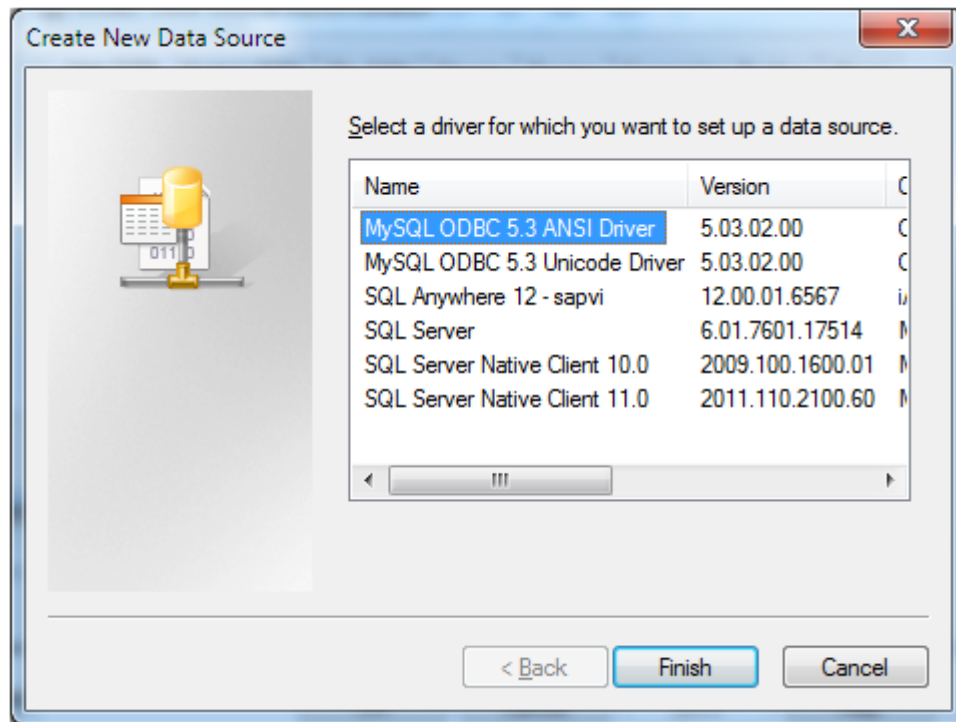 Create New Data Source
Select a driver for which you want to set up a data source.
Name Version C
MySQL ODBC 5.3 ANSI Driver 5.03.02.00 C
MySQL ODBC 5.3 Unicode Driver 5.03.02.00 C
SQL Anywhere 12 - sapvi 12.00.01.6567 i/
SQL Server 6.01.7601.17514
SQL Server Native Client 10.0 2009.100.1600.01
SQL Server Native Client 11.0 2011.110.2100.60
< Back Finish Cancel